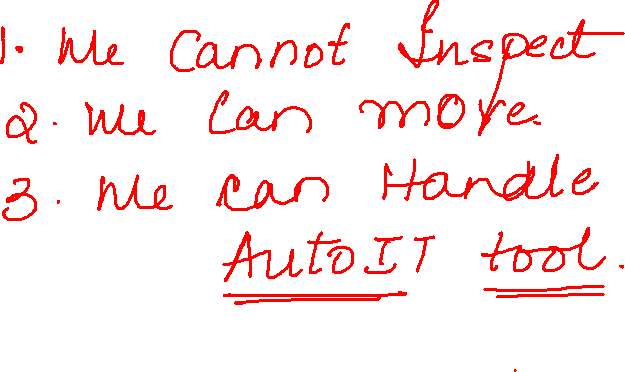 1. We Cannot Inspect
2. We Can move.
3. We can Handle
AutoIT tool.